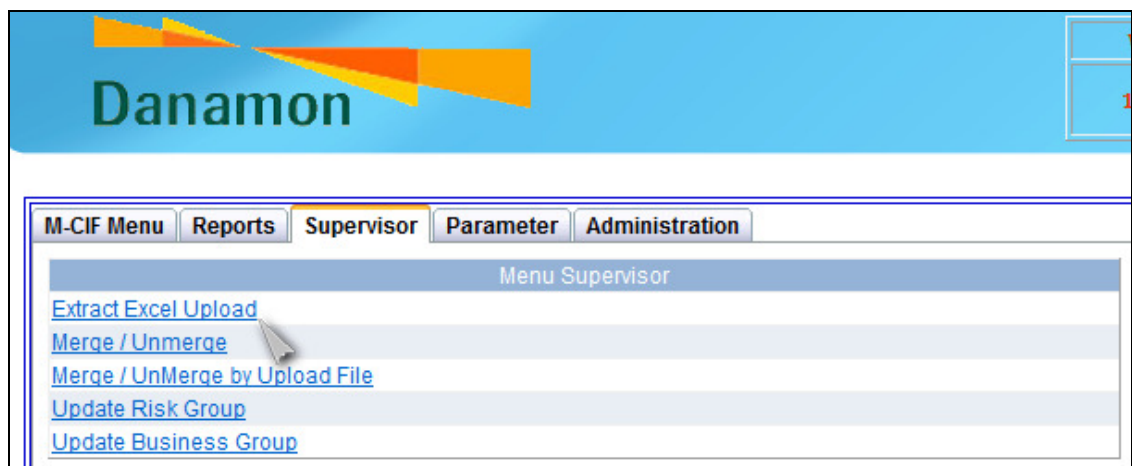 Danamon
M-CIF Menu Reports Supervisor Parameter Administration
Menu Supervisor
Extract Excel Upload
Merge / Unmerge
Merge / UnMerge by Upload File
Update Risk Group
Update Business Group